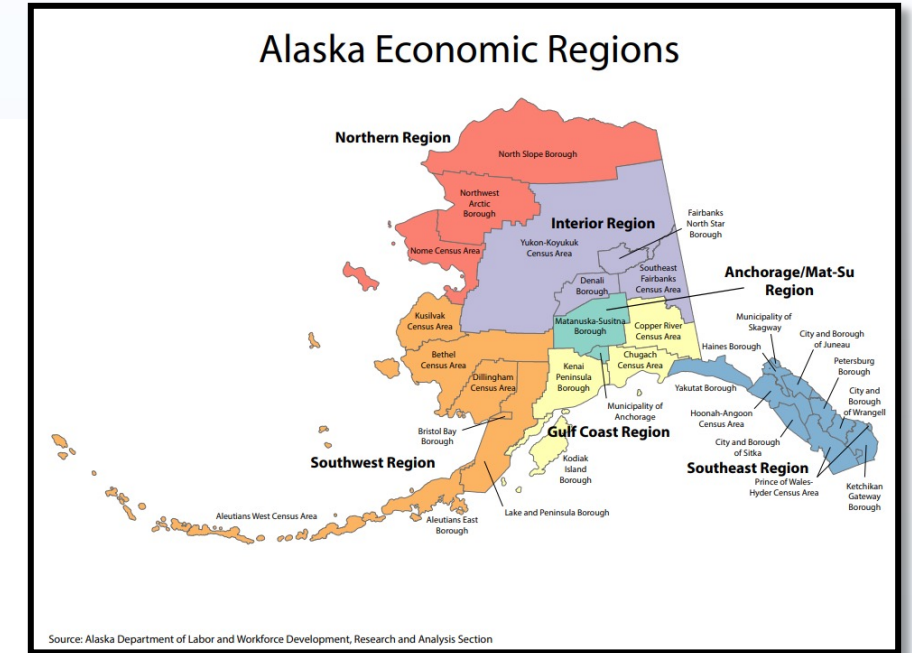 Alaska Economic Regions
Northern Region
North Slope Borough
Northwest
Arctic
Borough
Nome Census Area
Interior Region
Yukon-Koyukuk
Census Area
Fairbanks
North Star
Borough
Denali
Borough
Southeast
Fairbanks
Census Area
Anchorage/Mat-Su
Region
Kusilvak
Census Area
Matanuska-Susitna
Borough
Copper River
Census Area
Municipality of
Skagway
City and Borough
of Juneau
Haines Borough
Bethel
Census Area
Dillingham
Census Area
Kenai
Peninsula
Borough
Chugach
Census Area
Petersburg
Borough
Yakutat Borough
City and
Borough
of Wrangell
Municipality of
Anchorage
Hoonah-Angoon
Census Area
Bristol Bay
Borough
Gulf Coast Region
City and Borough
of Sitka
Southwest Region
Kodiak
Island
Borough
Southeast Region
Prince of Wales-
Hyder Census Area
Ketchikan
Gateway
Borough
Aleutians West Census Area
Aleutians East
Borough
Lake and Peninsula Borough
Source: Alaska Department of Labor and Workforce Development, Research and Analysis Section